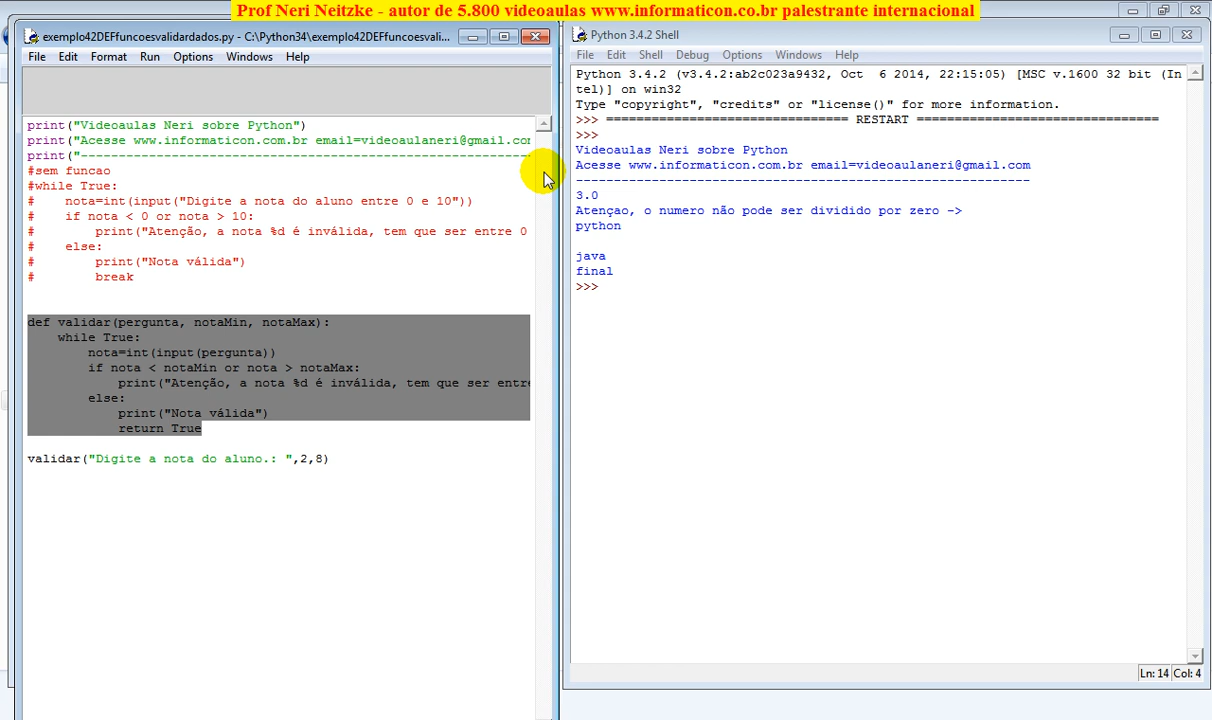 Prof Neri Neitzke - autor de 5.800 videoaulas www.informaticon.co.br palestrante internacional
exemplo42DEFfuncoesvalidardados.py - C:\Python34\exemplo42DEFfuncoesvali...
File Edit Format Run Options Windows Help
print("Videoaulas Neri sobre Python")
print("Acesse www.informaticon.com.br email=videoaulaneri@gmail.com
print("------------------------------------------------------------
#sem funcao
#while True:
#    nota=int(input("Digite a nota do aluno entre 0 e 10"))
#    if nota < 0 or nota > 10:
#        print("Atenção, a nota %d é inválida, tem que ser entre 0
#    else:
#        print("Nota válida")
#        break
def validar(pergunta, notaMin, notaMax):
    while True:
        nota=int(input(pergunta))
        if nota < notaMin or nota > notaMax:
            print("Atenção, a nota %d é inválida, tem que ser entre
        else:
            print("Nota válida")
            return True
validar("Digite a nota do aluno.: ",2,8)
Python 3.4.2 Shell
File Edit Shell Debug Options Windows Help
Python 3.4.2 (v3.4.2:ab2c023a9432, Oct  6 2014, 22:15:05) [MSC v.1600 32 bit (In
tel)] on win32
Type "copyright", "credits" or "license()" for more information.
>>> ================================ RESTART ================================
>>>
Videoaulas Neri sobre Python
Acesse www.informaticon.com.br email=videoaulaneri@gmail.com
------------------------------------------------------------
3.0
Atençao, o numero não pode ser dividido por zero ->
python
java
final
>>>
Ln: 14 Col: 4